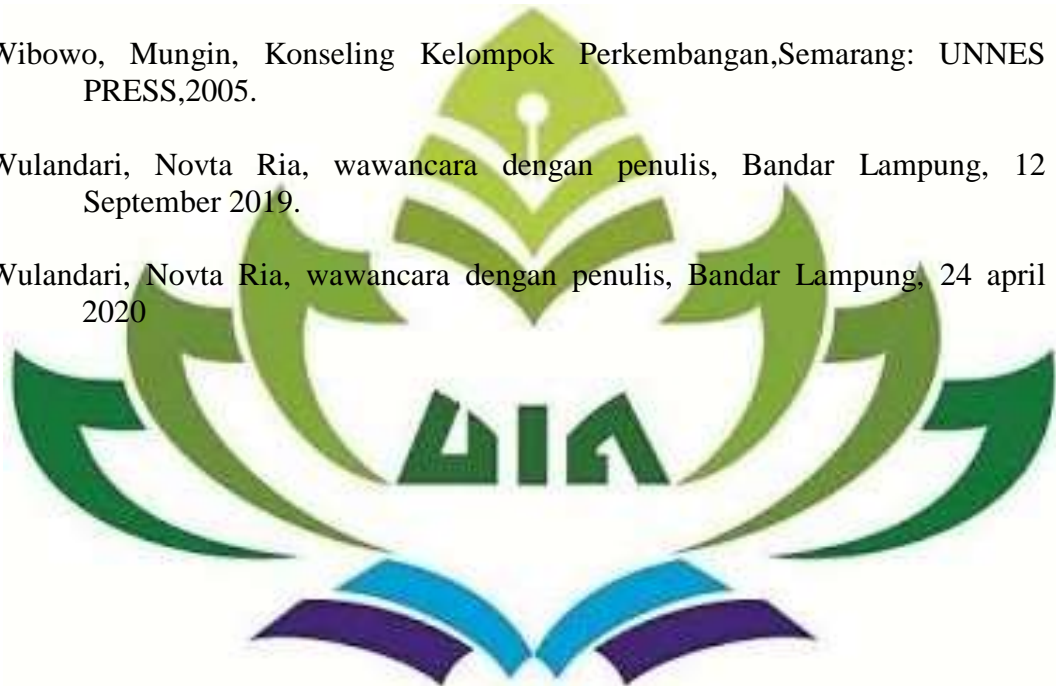 Wibowo, Mungin, Konseling Kelompok Perkembangan,Semarang: UNNES
PRESS,2005.
Wulandari, Novta Ria, wawancara dengan penulis, Bandar Lampung, 12
September 2019.
Wulandari, Novta Ria, wawancara dengan penulis, Bandar Lampung, 24 april
2020
UIN